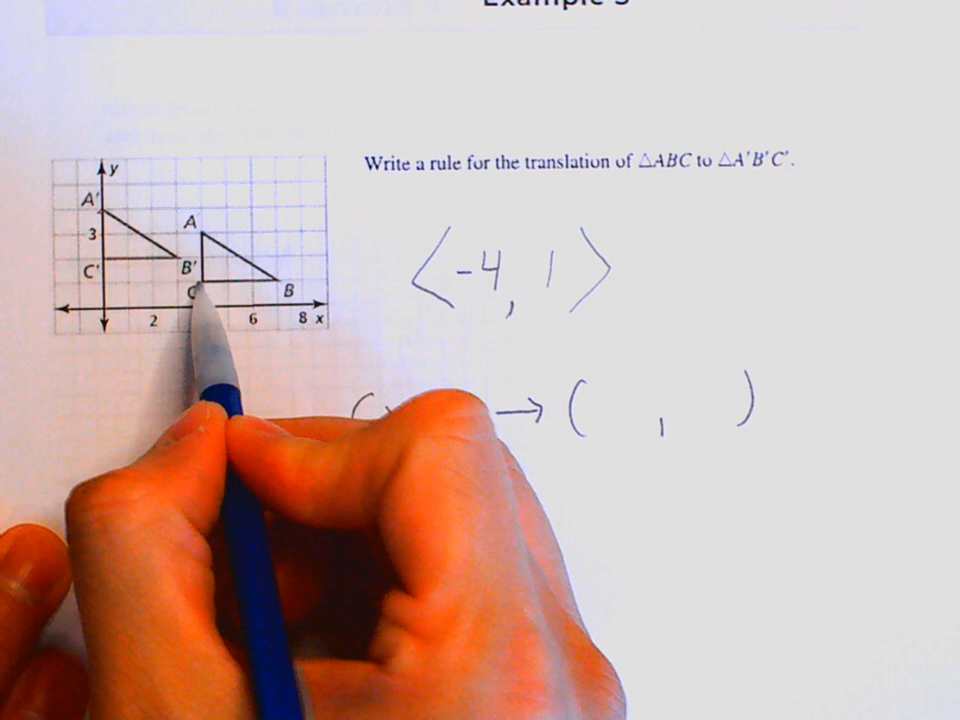 Example 3
Write a rule for the translation of △ABC to △A'B'C'.
y
A'
A
3
C'
B'
C
B
2
6
8 x
⟨-4, 1⟩
→ ( , )